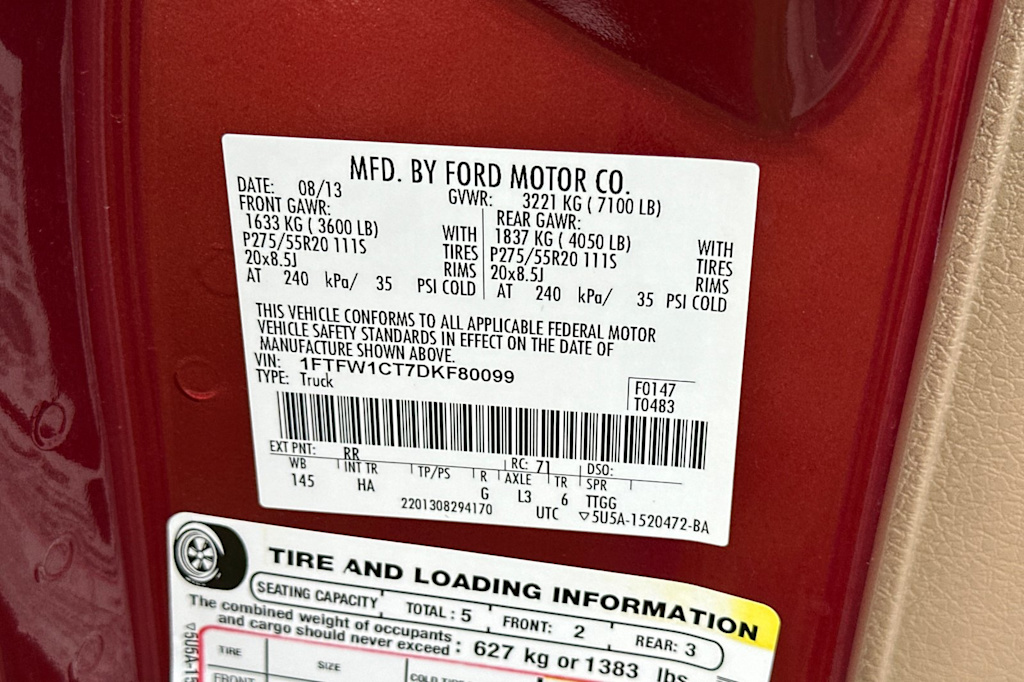 MFD. BY FORD MOTOR CO.
DATE: 08/13 GVWR: 3221 KG ( 7100 LB)
FRONT GAWR: REAR GAWR:
1633 KG ( 3600 LB) WITH 1837 KG ( 4050 LB) WITH
P275/55R20 111S TIRES P275/55R20 111S TIRES
20x8.5J RIMS 20x8.5J RIMS
AT 240 kPa/ 35 PSI COLD AT 240 kPa/ 35 PSI COLD
THIS VEHICLE CONFORMS TO ALL APPLICABLE FEDERAL MOTOR
VEHICLE SAFETY STANDARDS IN EFFECT ON THE DATE OF
MANUFACTURE SHOWN ABOVE.
VIN: 1FTFW1CT7DKF80099
TYPE: Truck
F0147
T0483
EXT PNT: RR RC: 71 DSO:
WB INT TR TP/PS R AXLE TR SPR
145 HA G L3 6 TTGG
2201308294170 UTC ▽5U5A-1520472-BA
TIRE AND LOADING INFORMATION
SEATING CAPACITY TOTAL : 5 FRONT: 2 REAR: 3
The combined weight of occupants
and cargo should never exceed : 627 kg or 1383 lbs
TIRE SIZE COLD
FRONT
▽5U5A-15